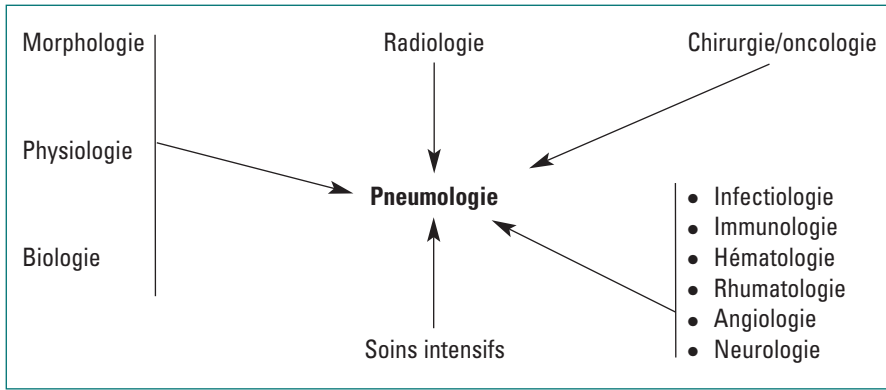 Morphologie
Radiologie
Chirurgie/oncologie
Physiologie
Pneumologie
• Infectiologie
• Immunologie
Biologie
• Hématologie
• Rhumatologie
• Angiologie
Soins intensifs
• Neurologie